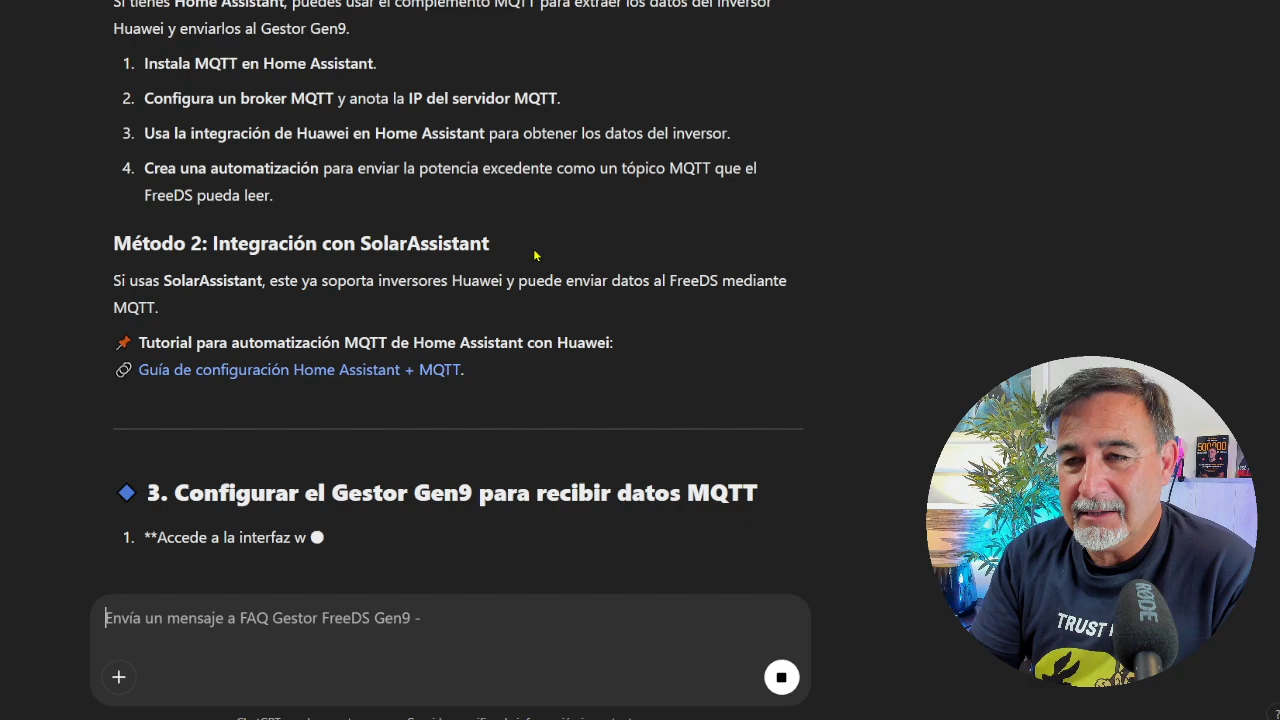 Si tienes Home Assistant, puedes usar el complemento MQTT para extraer los datos del inversor
Huawei y enviarlos al Gestor Gen9.
1. Instala MQTT en Home Assistant.
2. Configura un broker MQTT y anota la IP del servidor MQTT.
3. Usa la integración de Huawei en Home Assistant para obtener los datos del inversor.
4. Crea una automatización para enviar la potencia excedente como un tópico MQTT que el
FreeDS pueda leer.
Método 2: Integración con SolarAssistant
Si usas SolarAssistant, este ya soporta inversores Huawei y puede enviar datos al FreeDS mediante
MQTT.
Tutorial para automatización MQTT de Home Assistant con Huawei:
Guía de configuración Home Assistant + MQTT.
3. Configurar el Gestor Gen9 para recibir datos MQTT
1. **Accede a la interfaz w
Envía un mensaje a FAQ Gestor FreeDS Gen9 -
500.000
RØDE
TRUST